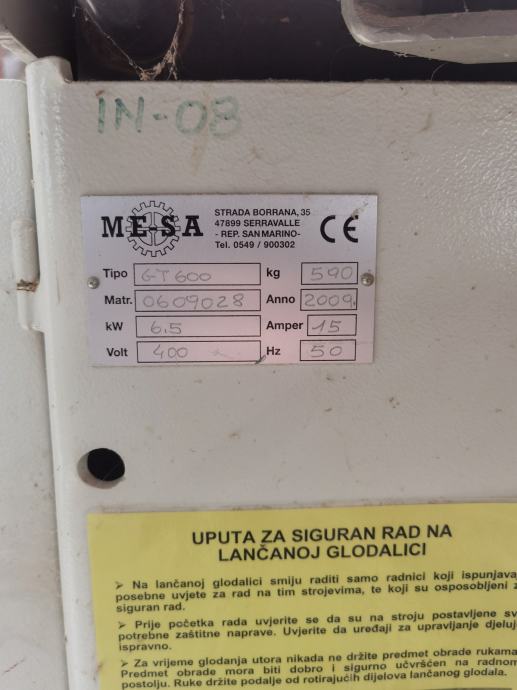 IN-08
ME-SA
STRADA BORRANA, 35
47899 SERRAVALLE
- REP. SAN MARINO-
Tel. 0549 / 900302
CE
Tipo GT600 kg 590
Matr. 0609028 Anno 2009.
kW 6,5 Amper 15
Volt 400 Hz 50
UPUTA ZA SIGURAN RAD NA
LANČANOJ GLODALICI
➢ Na lančanoj glodalici smiju raditi samo radnici koji ispunjava
posebne uvjete za rad na tim strojevima, te koji su osposobljeni z
siguran rad.
➢ Prije početka rada uvjerite se da su na stroju postavljene sv
potrebne zaštitne naprave. Uvjerite da uređaji za upravljanje djeluj
ispravno.
➢ Za vrijeme glodanja utora nikada ne držite predmet obrade rukama
Predmet obrade mora biti dobro i sigurno učvršćen na radnom
postolju. Ruke držite podalje od rotirajućih dijelova lančanog glodala.